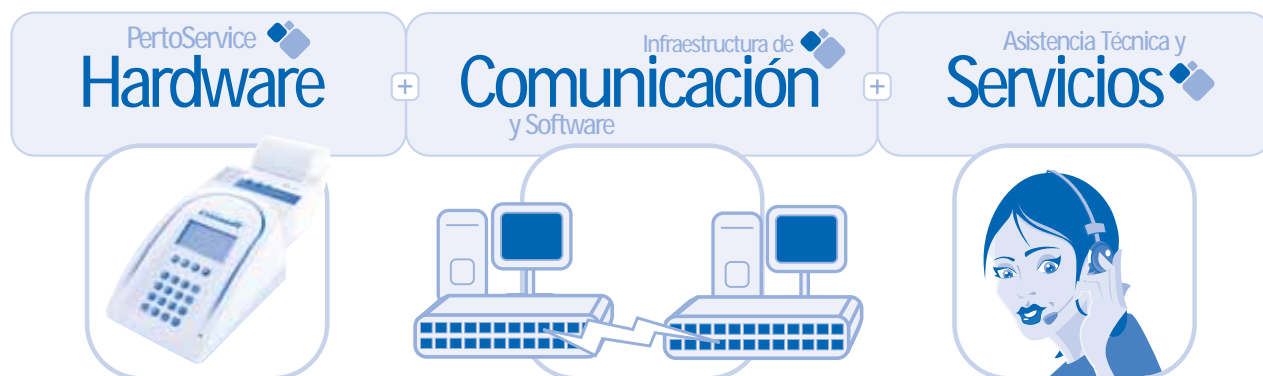 PertoService
Hardware
+
Infraestructura de
Comunicación
y Software
+
Asistencia Técnica y
Servicios